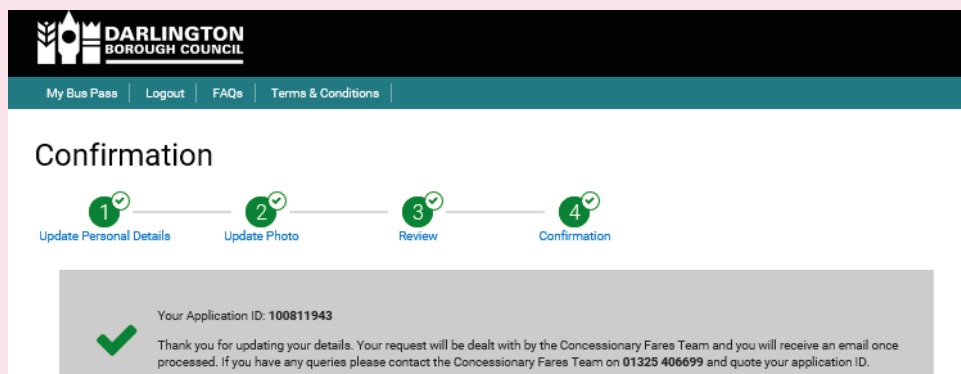 DARLINGTON
BOROUGH COUNCIL
My Bus Pass
Logout
FAQs
Terms & Conditions
Confirmation
1
2
3
4
Update Personal Details
Update Photo
Review
Confirmation
Your Application ID: 100811943
Thank you for updating your details. Your request will be dealt with by the Concessionary Fares Team and you will receive an email once
processed. If you have any queries please contact the Concessionary Fares Team on 01325 406699 and quote your application ID.